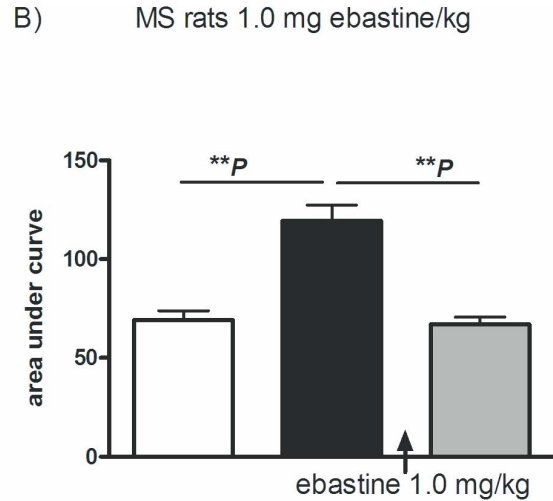 B) MS rats 1.0 mg ebastine/kg
**P **P
150
100
50
0
area under curve
ebastine 1.0 mg/kg